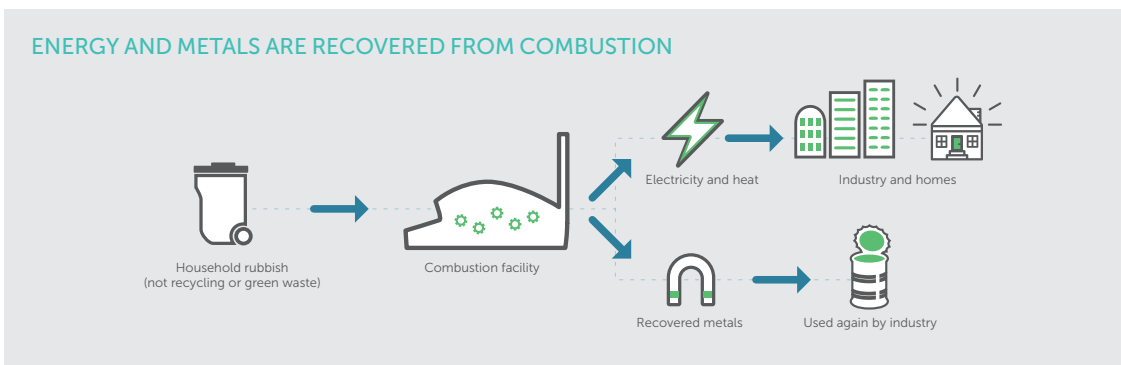 ENERGY AND METALS ARE RECOVERED FROM COMBUSTION
Electricity and heat
Industry and homes
Household rubbish
(not recycling or green waste)
Combustion facility
Recovered metals
Used again by industry